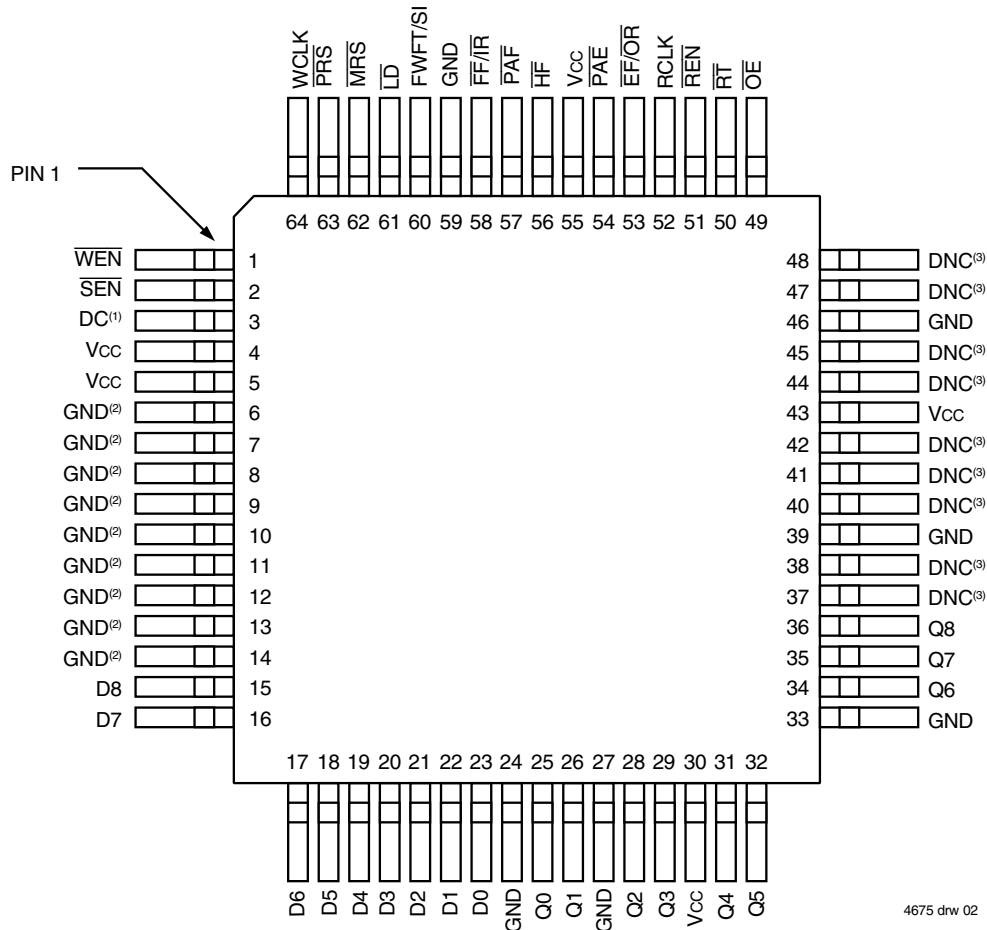 WCLK
PRS
MRS
LD
FWFT/SI
GND
FF/IR
PAF
HF
VCC
PAE
EF/OR
RCLK
REN
RT
OE
PIN 1
64 63 62 61 60 59 58 57 56 55 54 53 52 51 50 49
WEN 1 48 DNC(3)
SEN 2 47 DNC(3)
DC(1) 3 46 GND
VCC 4 45 DNC(3)
VCC 5 44 DNC(3)
GND(2) 6 43 VCC
GND(2) 7 42 DNC(3)
GND(2) 8 41 DNC(3)
GND(2) 9 40 DNC(3)
GND(2) 10 39 GND
GND(2) 11 38 DNC(3)
GND(2) 12 37 DNC(3)
GND(2) 13 36 Q8
GND(2) 14 35 Q7
D8 15 34 Q6
D7 16 33 GND
17 18 19 20 21 22 23 24 25 26 27 28 29 30 31 32
D6
D5
D4
D3
D2
D1
D0
GND
Q0
Q1
GND
Q2
Q3
VCC
Q4
Q5
4675 drw 02